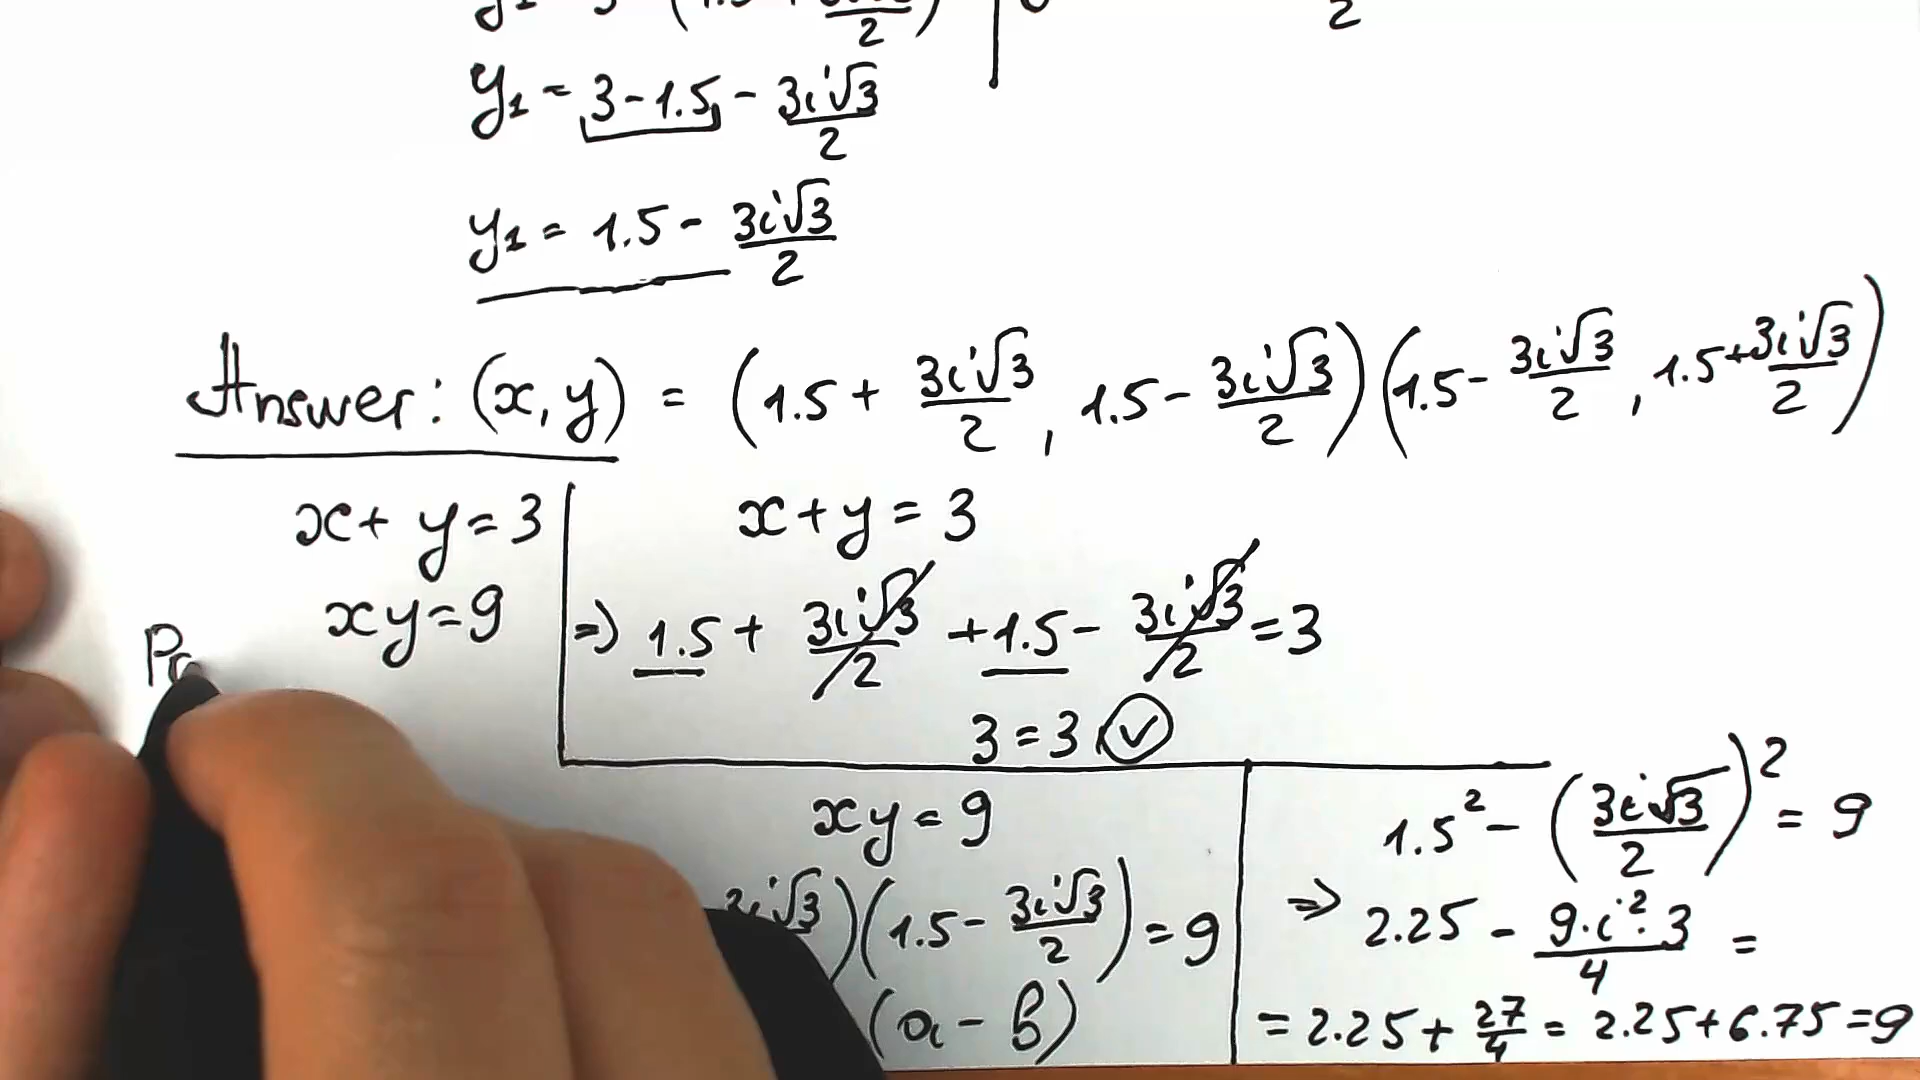 y₁ = 3 - 1.5 - 3i√3/2
y₁ = 1.5 - 3i√3/2
Answer: (x, y) = (1.5 + 3i√3/2, 1.5 - 3i√3/2) (1.5 - 3i√3/2, 1.5 + 3i√3/2)
x + y = 3
xy = 9
x + y = 3
=> 1.5 + 3i√3/2 + 1.5 - 3i√3/2 = 3
3 = 3 ✓
xy = 9
3i√3 )(1.5 - 3i√3/2) = 9
(a - b)
1.5² - (3i√3/2)² = 9
=> 2.25 - 9·i²·3/4 =
= 2.25 + 27/4 = 2.25 + 6.75 = 9